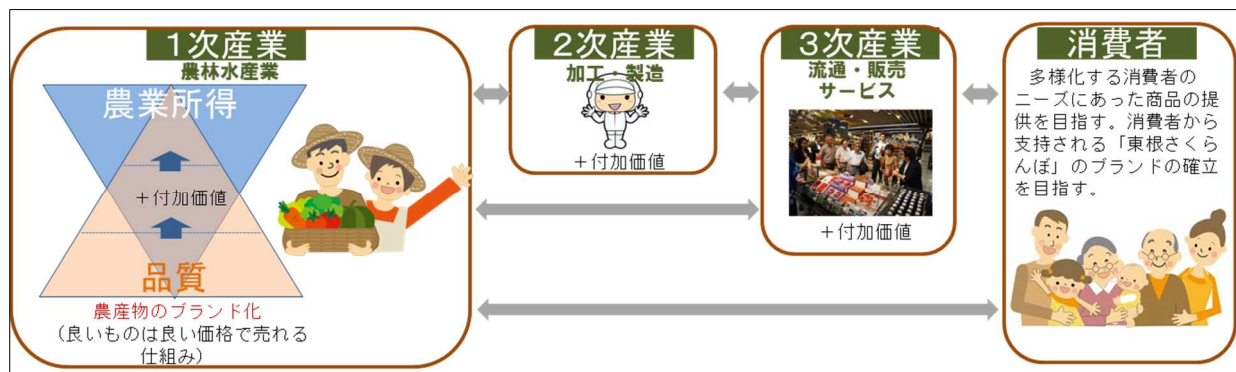 1次産業
農林水産業
農業所得
＋付加価値
品質
農産物のブランド化
（良いものは良い価格で売れる
仕組み）
2次産業
加工・製造
＋付加価値
3次産業
流通・販売
サービス
＋付加価値
消費者
多様化する消費者の
ニーズにあった商品の提
供を目指す。消費者から
支持される「東根さくら
んぼ」のブランドの確立
を目指す。